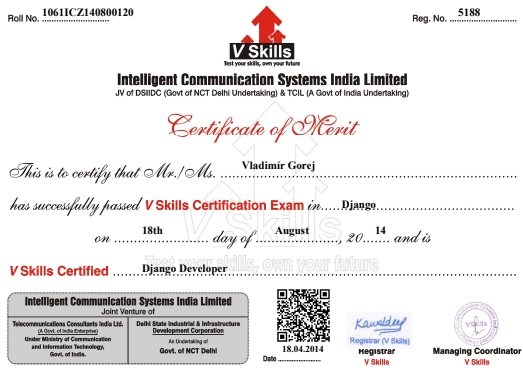 Roll No. 1061ICZ140800120
Reg. No. 5188
V Skills
Test your skills, own your future
Intelligent Communication Systems India Limited
JV of DSIIDC (Govt of NCT Delhi Undertaking) & TCIL (A Govt of India Undertaking)
Certificate of Merit
This is to certify that Mr./Ms. Vladimír Gorej
has successfully passed V Skills Certification Exam in Django
on 18th day of August, 2014 and is
V Skills Certified Django Developer
V Skills
Test your skills, own your future
Intelligent Communication Systems India Limited
Joint Venture of
Telecommunications Consultants India Ltd.
(A Govt. of India Enterprise)
Under Ministry of Communication
and Information Technology,
Govt. of India.
Delhi State Industrial & Infrastructure
Development Corporation
An Undertaking of
Govt. of NCT Delhi
18.04.2014
Date
Kawaldeep
Registrar (V Skills)
Registrar
V Skills
VSkills
Managing Coordinator
V Skills